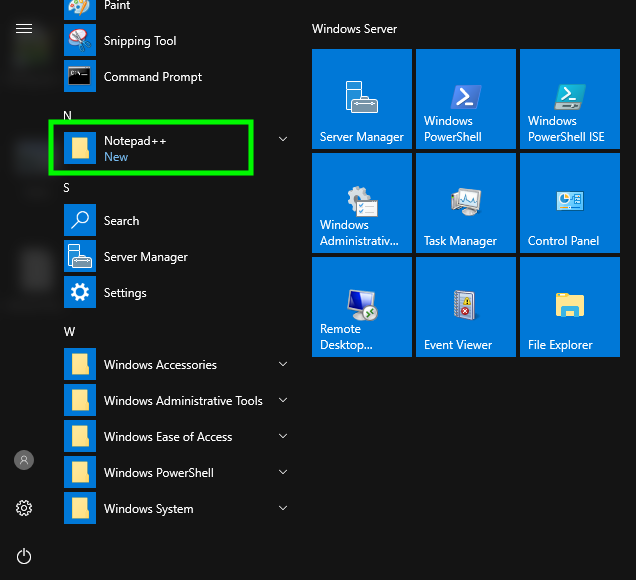 Paint
Snipping Tool
Command Prompt
N
Notepad++
New
S
Search
Server Manager
Settings
W
Windows Accessories
Windows Administrative Tools
Windows Ease of Access
Windows PowerShell
Windows System
Windows Server
Server Manager
Windows
PowerShell
Windows
PowerShell ISE
Windows
Administrativ...
Task Manager
Control Panel
Remote
Desktop...
Event Viewer
File Explorer